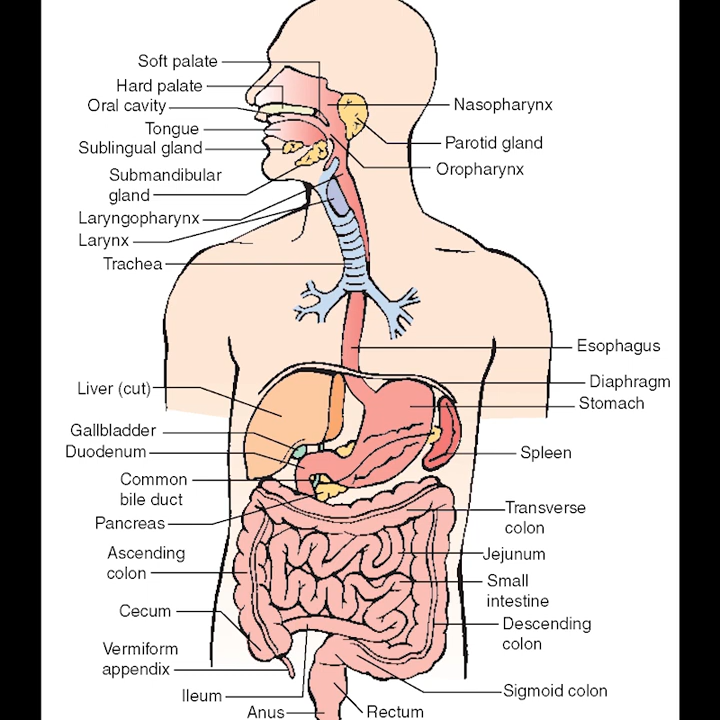 Soft palate
Hard palate
Oral cavity
Tongue
Sublingual gland
Submandibular
gland
Laryngopharynx
Larynx
Trachea
Liver (cut)
Gallbladder
Duodenum
Common
bile duct
Pancreas
Ascending
colon
Cecum
Vermiform
appendix
Ileum
Anus
Nasopharynx
Parotid gland
Oropharynx
Esophagus
Diaphragm
Stomach
Spleen
Transverse
colon
Jejunum
Small
intestine
Descending
colon
Sigmoid colon
Rectum